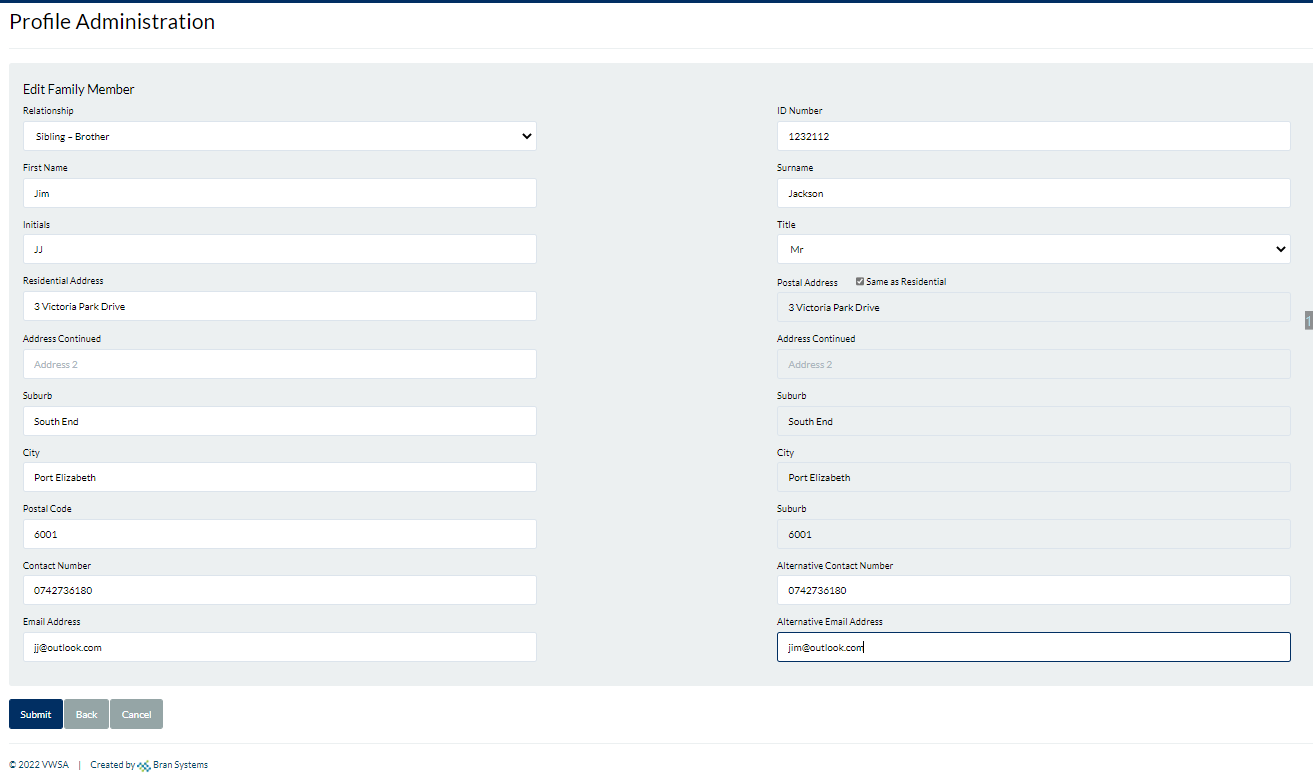 Profile Administration
Edit Family Member
Relationship
ID Number
Sibling – Brother
1232112
First Name
Surname
Jim
Jackson
Initials
Title
JJ
Mr
Residential Address
Postal Address Same as Residential
3 Victoria Park Drive
3 Victoria Park Drive
1
Address Continued
Address Continued
Address 2
Address 2
Suburb
Suburb
South End
South End
City
City
Port Elizabeth
Port Elizabeth
Postal Code
Suburb
6001
6001
Contact Number
Alternative Contact Number
0742736180
0742736180
Email Address
Alternative Email Address
jj@outlook.com
jim@outlook.com
Submit Back Cancel
© 2022 VWSA | Created by Bran Systems